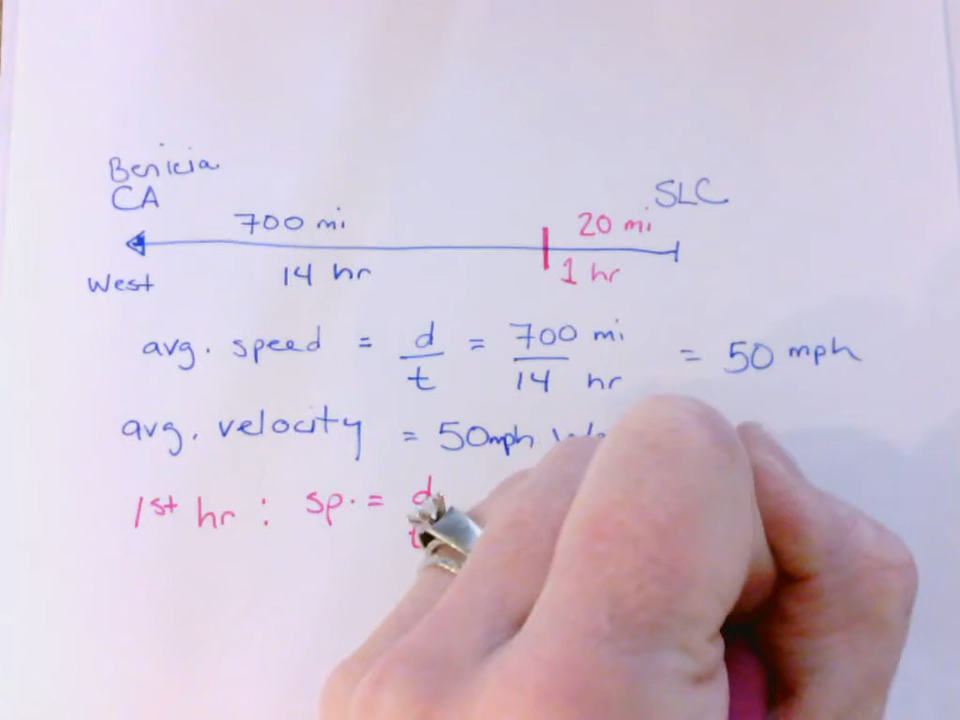 Benicia
CA
SLC
700 mi
20 mi
West
14 hr
1 hr
avg. speed = d/t = 700 mi/14 hr = 50 mph
avg. velocity = 50mph
1st hr : sp. = d/t